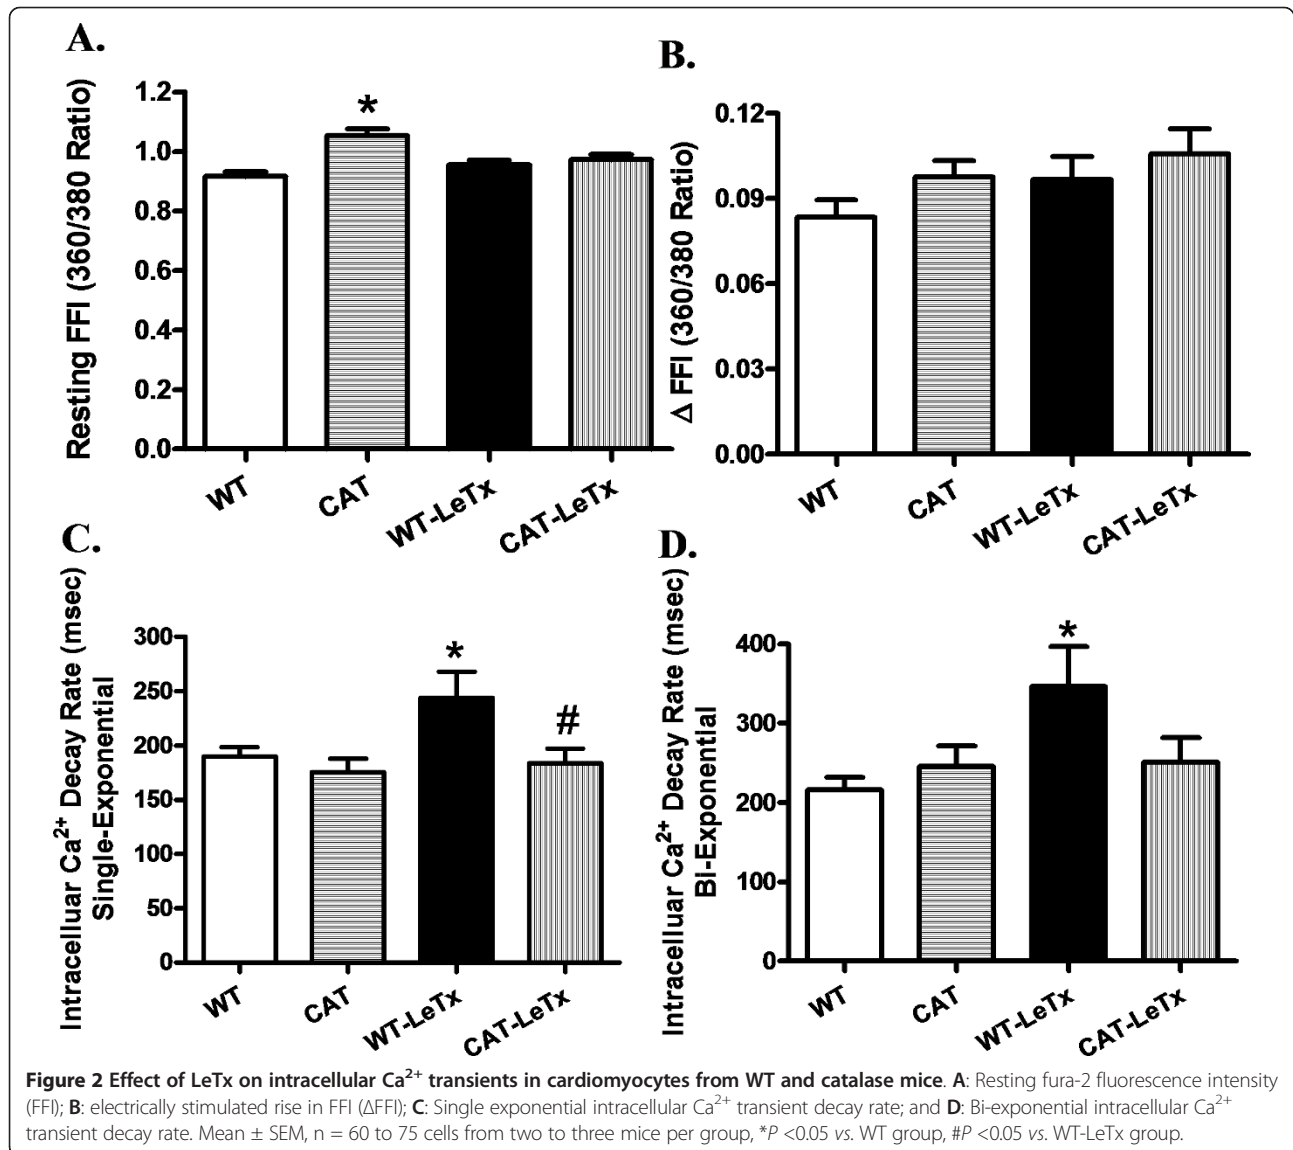 A.
Resting FFI (360/380 Ratio)
1.2
1.0
0.8
0.6
0.4
0.2
0.0
*
WT
CAT
WT-LeTx
CAT-LeTx
B.
Δ FFI (360/380 Ratio)
0.12
0.09
0.06
0.03
0.00
WT
CAT
WT-LeTx
CAT-LeTx
C.
Intracelluar Ca²⁺ Decay Rate (msec)
Single-Exponential
300
250
200
150
100
50
0
*
#
WT
CAT
WT-LeTx
CAT-LeTx
D.
Intracelluar Ca²⁺ Decay Rate (msec)
Bi-Exponential
400
300
200
100
0
*
WT
CAT
WT-LeTx
CAT-LeTx
Figure 2 Effect of LeTx on intracellular Ca²⁺ transients in cardiomyocytes from WT and catalase mice. A: Resting fura-2 fluorescence intensity
(FFI); B: electrically stimulated rise in FFI (ΔFFI); C: Single exponential intracellular Ca²⁺ transient decay rate; and D: Bi-exponential intracellular Ca²⁺
transient decay rate. Mean ± SEM, n = 60 to 75 cells from two to three mice per group, *P <0.05 vs. WT group, #P <0.05 vs. WT-LeTx group.